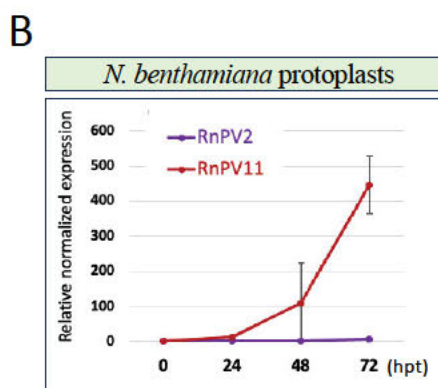 B
N. benthamiana protoplasts
Relative normalized expression
600
500
400
300
200
100
0
RnPV2
RnPV11
0 24 48 72 (hpt)